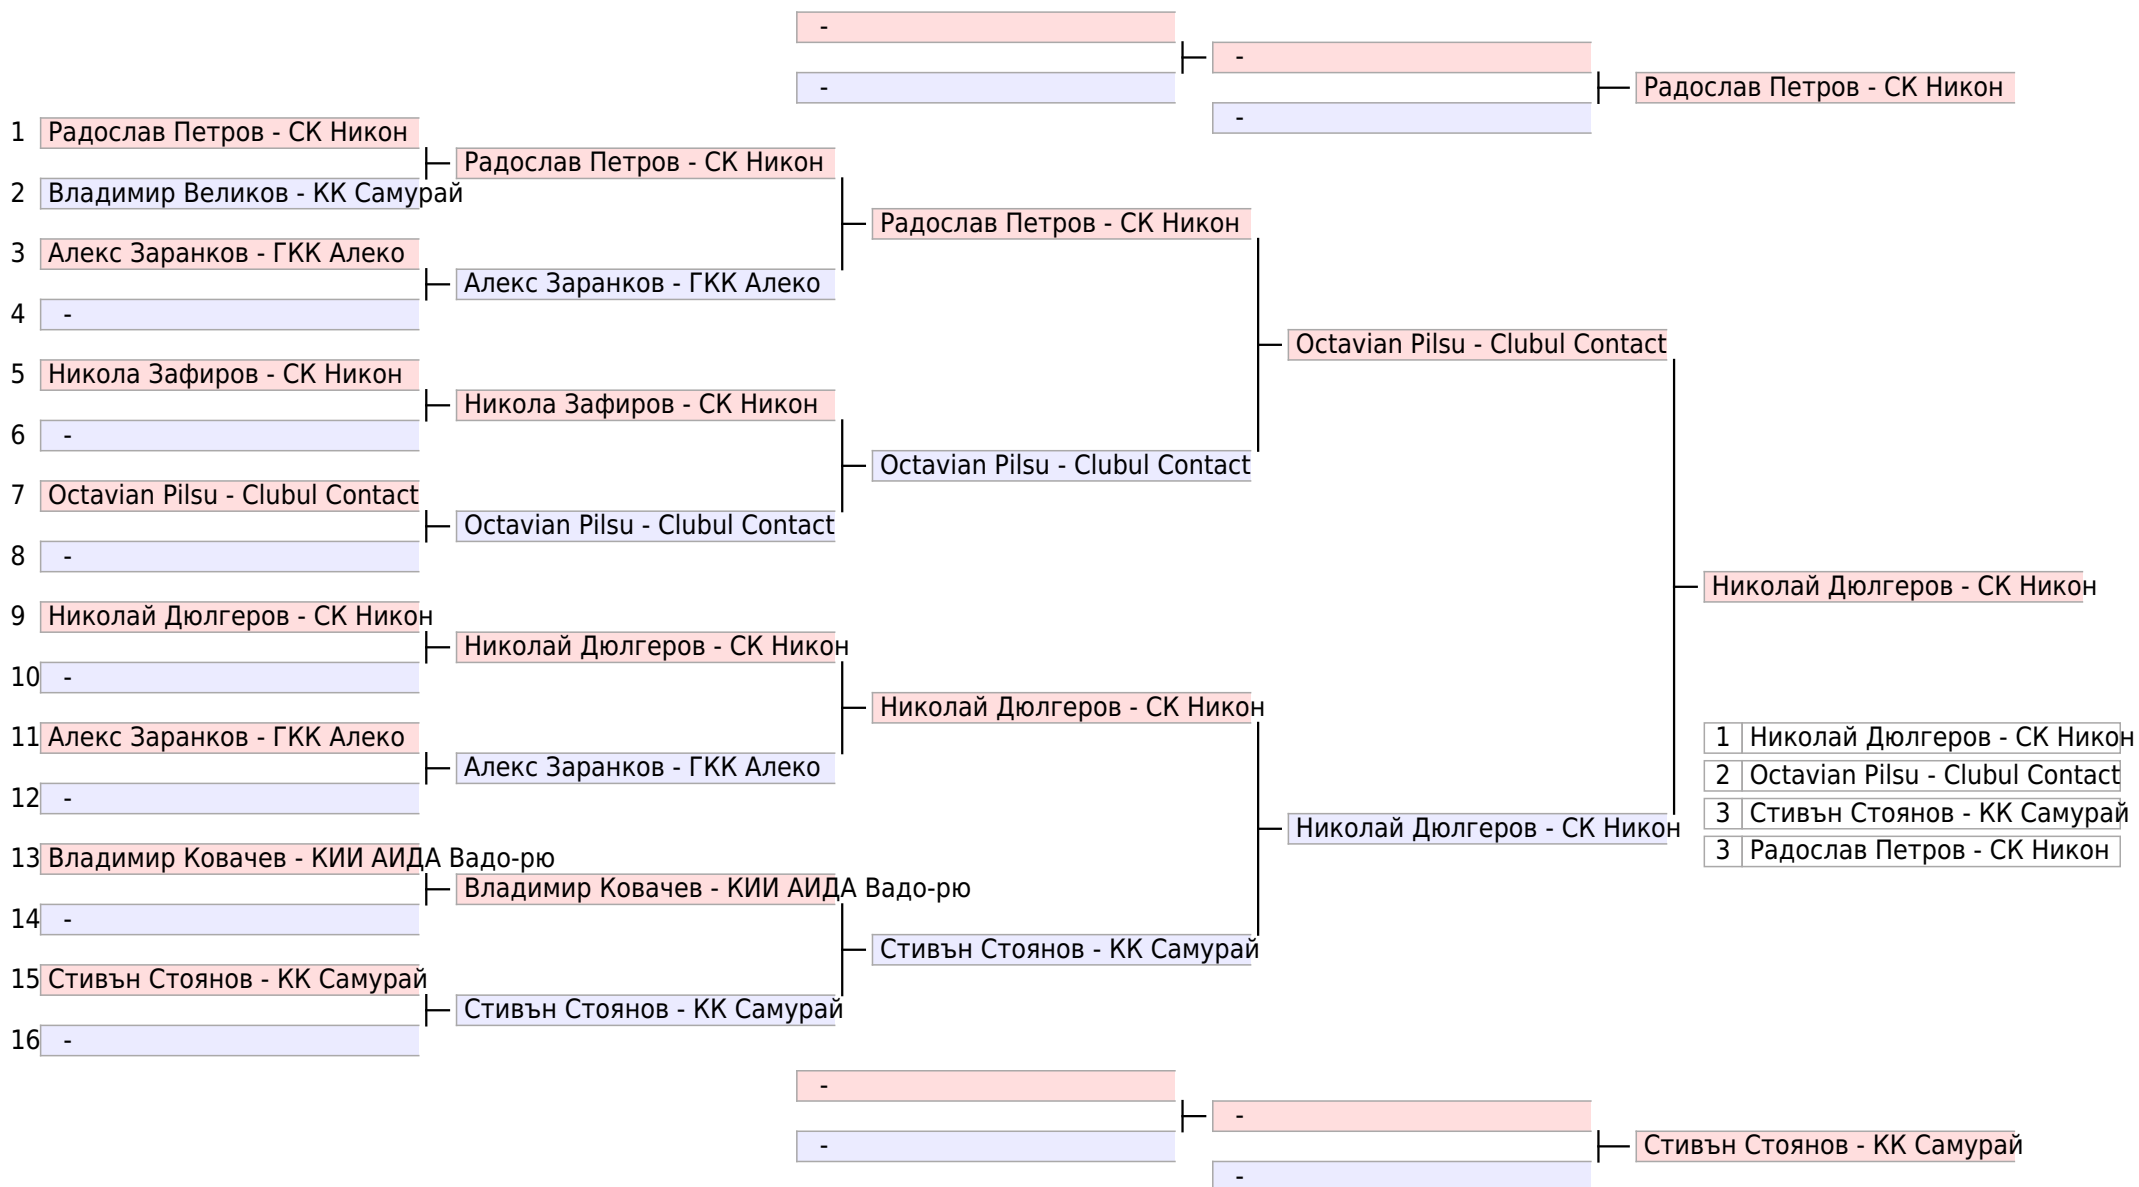 -
-
-
-
Радослав Петров - СК Никон
1 Радослав Петров - СК Никон
2 Владимир Великов - КК Самурай
3 Алекс Заранков - ГКК Алеко
4 -
5 Никола Зафиров - СК Никон
6 -
7 Octavian Pilsu - Clubul Contact
8 -
9 Николай Дюлгеров - СК Никон
10 -
11 Алекс Заранков - ГКК Алеко
12 -
13 Владимир Ковачев - КИИ АИДА Вадо-рю
14 -
15 Стивън Стоянов - КК Самурай
16 -
Радослав Петров - СК Никон
Алекс Заранков - ГКК Алеко
Никола Зафиров - СК Никон
Octavian Pilsu - Clubul Contact
Николай Дюлгеров - СК Никон
Алекс Заранков - ГКК Алеко
Владимир Ковачев - КИИ АИДА Вадо-рю
Стивън Стоянов - КК Самурай
Радослав Петров - СК Никон
Octavian Pilsu - Clubul Contact
Николай Дюлгеров - СК Никон
Стивън Стоянов - КК Самурай
Octavian Pilsu - Clubul Contact
Николай Дюлгеров - СК Никон
Николай Дюлгеров - СК Никон
1 Николай Дюлгеров - СК Никон
2 Octavian Pilsu - Clubul Contact
3 Стивън Стоянов - КК Самурай
3 Радослав Петров - СК Никон
-
-
-
-
Стивън Стоянов - КК Самурай